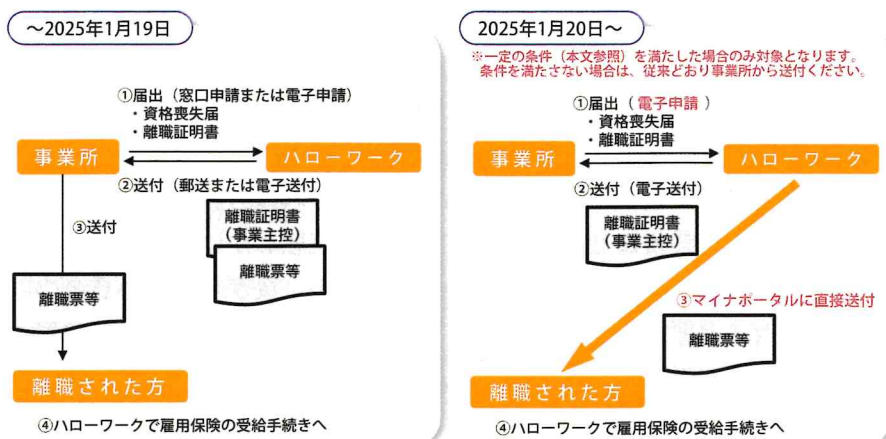 ～2025年1月19日
①届出（窓口申請または電子申請）
・資格喪失届
・離職証明書
事業所
ハローワーク
②送付（郵送または電子送付）
③送付
離職証明書
（事業主控）
離職票等
離職票等
離職された方
④ハローワークで雇用保険の受給手続きへ
2025年1月20日～
※一定の条件（本文参照）を満たした場合のみ対象となります。
条件を満たさない場合は、従来どおり事業所から送付ください。
①届出（電子申請）
・資格喪失届
・離職証明書
事業所
ハローワーク
②送付（電子送付）
離職証明書
（事業主控）
③マイナポータルに直接送付
離職票等
離職された方
④ハローワークで雇用保険の受給手続きへ